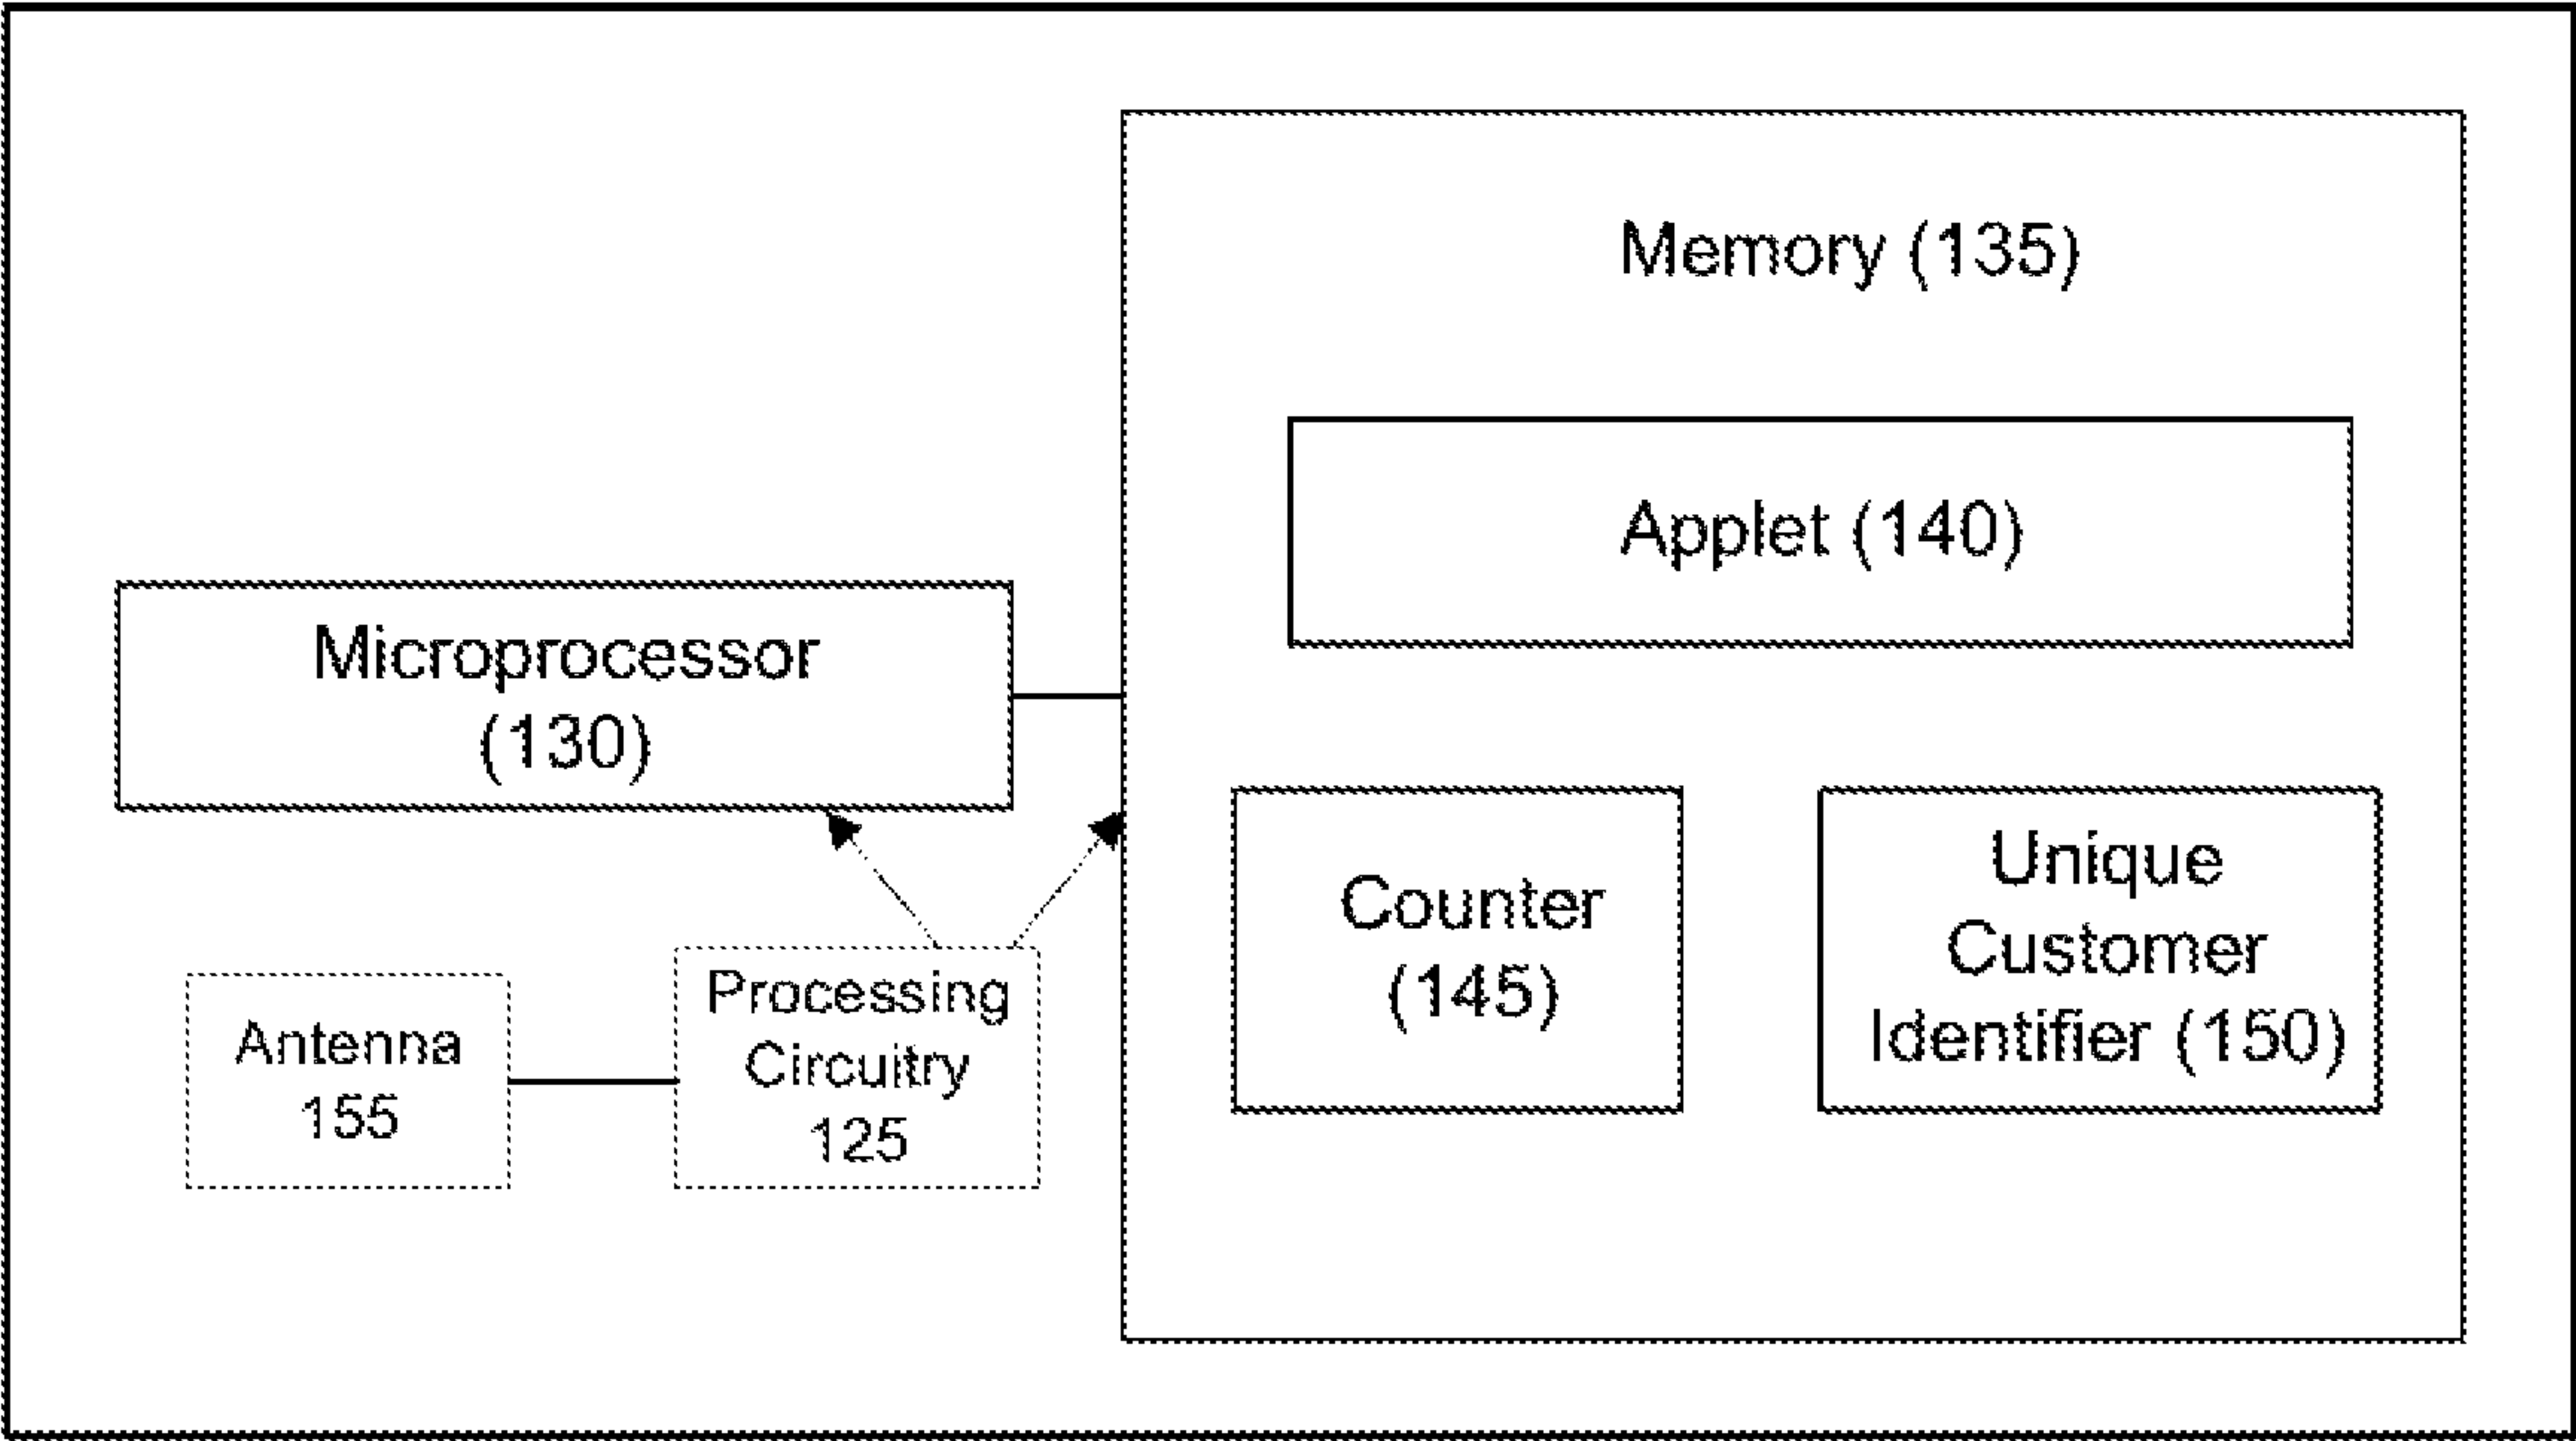 Memory (135)
Applet (140)
Microprocessor
(130)
Counter
(145)
Unique
Customer
Identifier (150)
Antenna
155
Processing
Circuitry
125